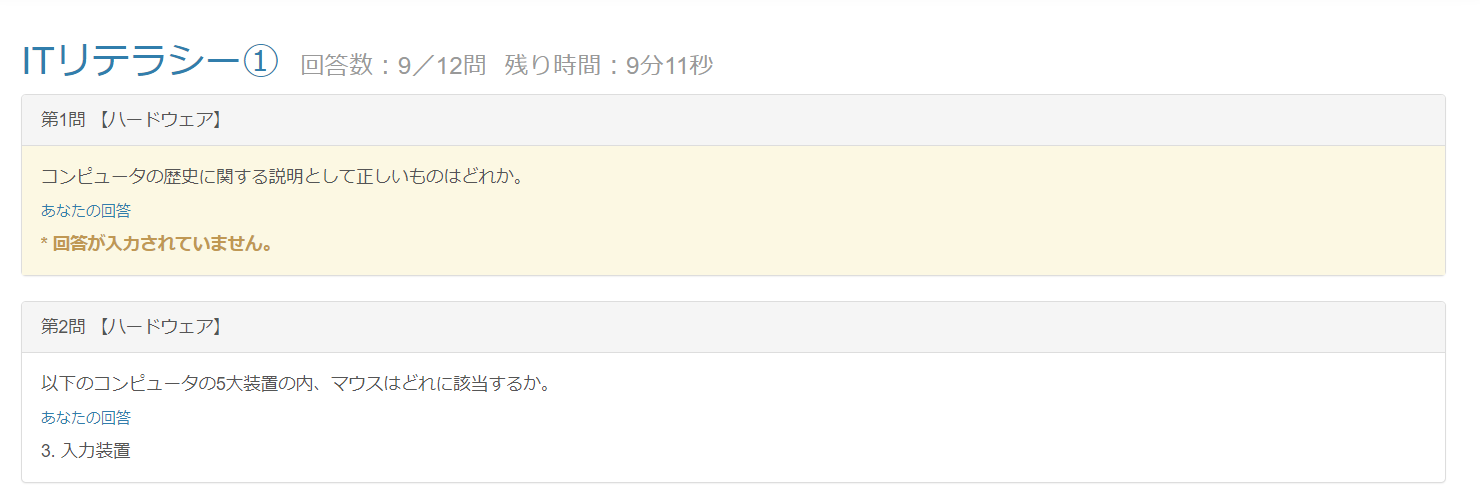 ITリテラシー① 回答数：9／12問 残り時間：9分11秒
第1問 【ハードウェア】
コンピュータの歴史に関する説明として正しいものはどれか。
あなたの回答
* 回答が入力されていません。
第2問 【ハードウェア】
以下のコンピュータの5大装置の内、マウスはどれに該当するか。
あなたの回答
3. 入力装置